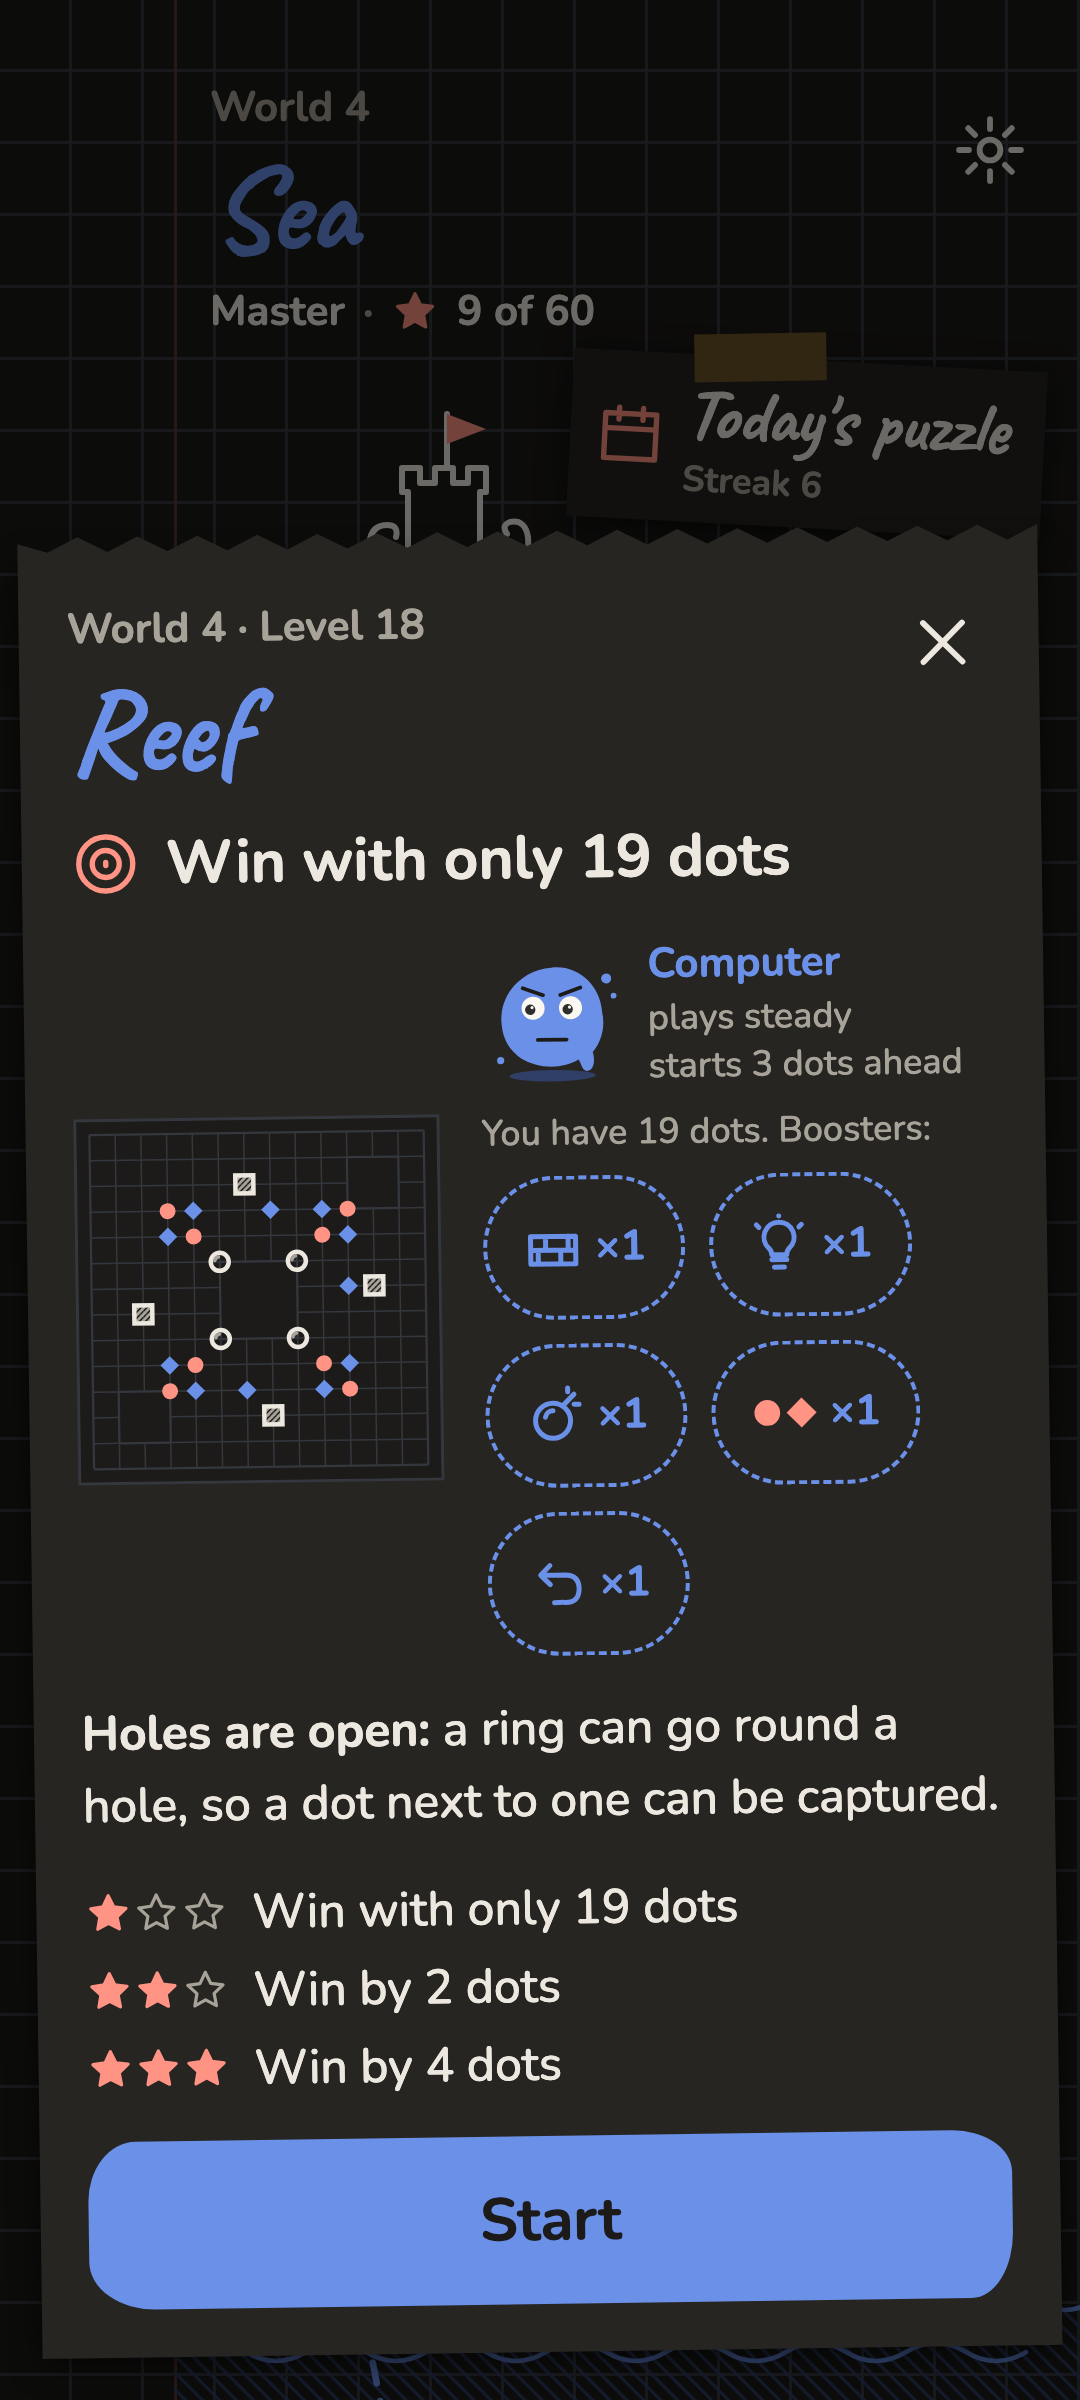 World 4
Sea
Master · 9 of 60
Today's puzzle
Streak 6
World 4 · Level 18
Reef
Win with only 19 dots
Computer
plays steady
starts 3 dots ahead
You have 19 dots. Boosters:
×1
×1
×1
×1
×1
Holes are open: a ring can go round a
hole, so a dot next to one can be captured.
Win with only 19 dots
Win by 2 dots
Win by 4 dots
Start